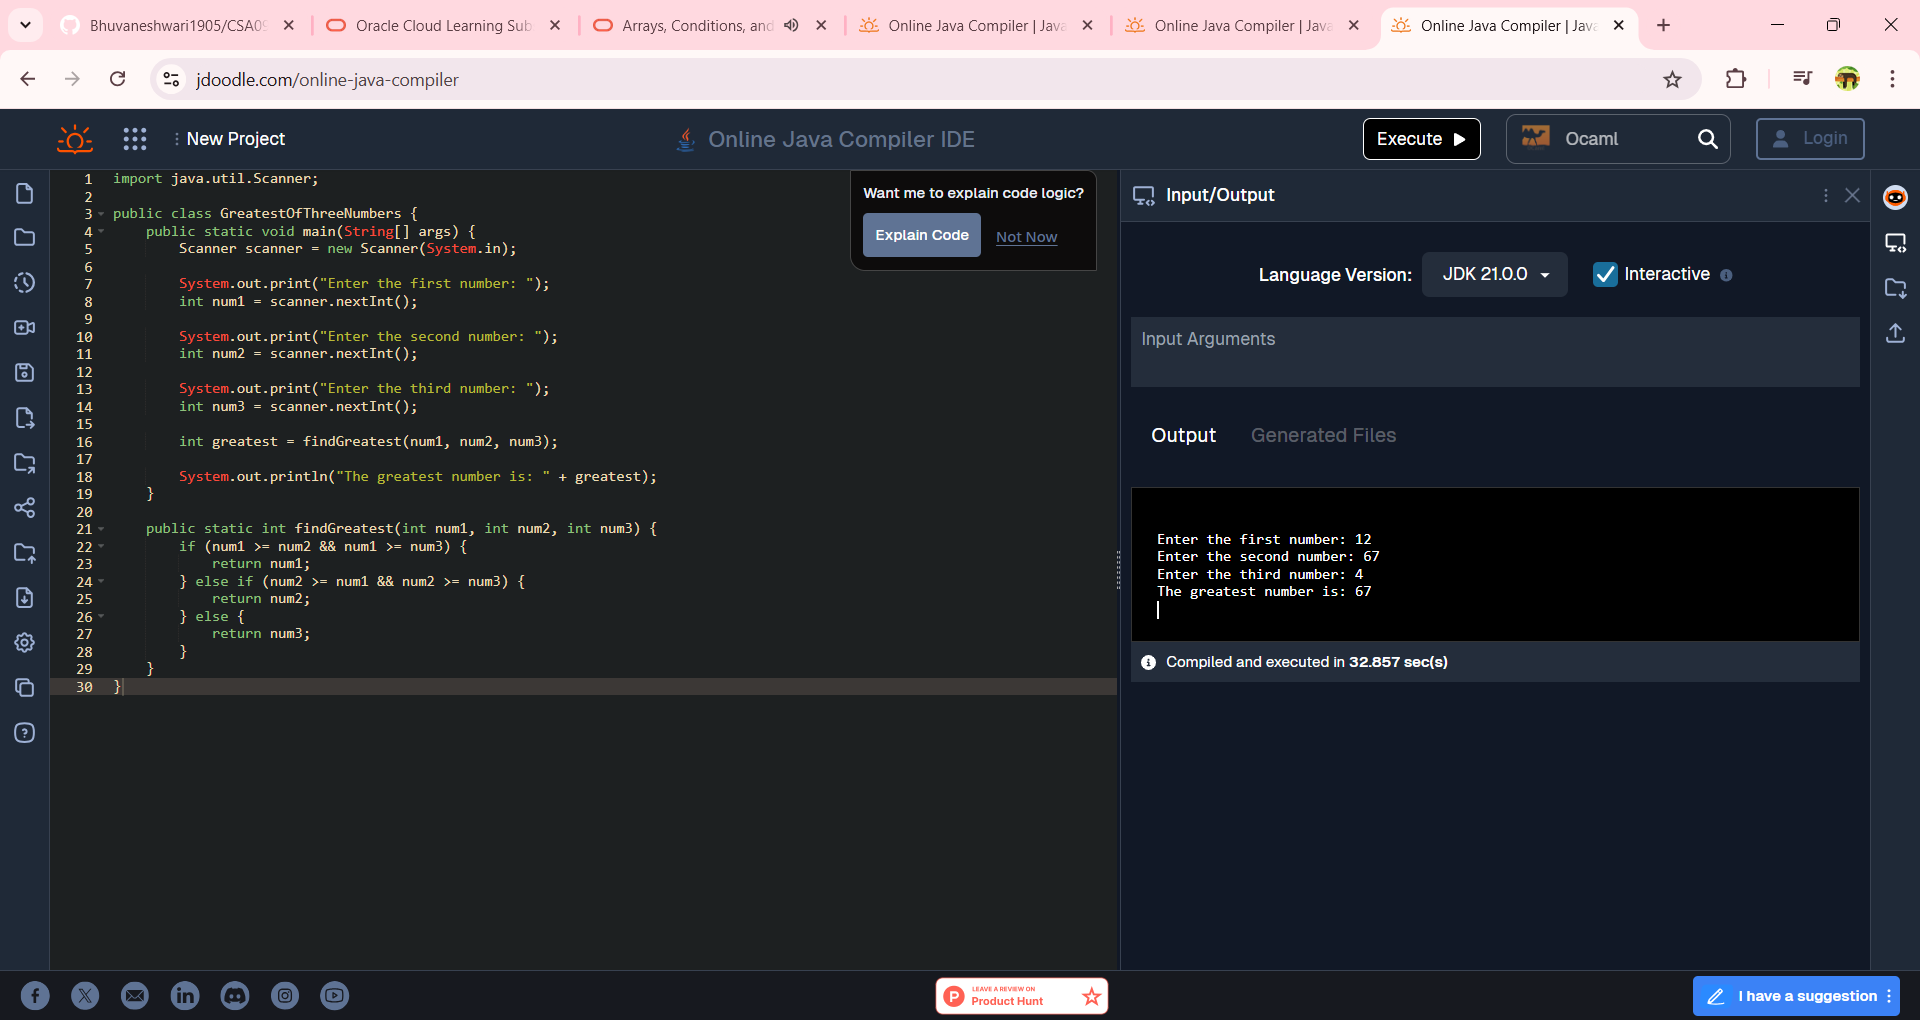 Bhuvaneshwari1905/CSA09
Oracle Cloud Learning Sub
Arrays, Conditions, and
Online Java Compiler | Java
Online Java Compiler | Java
Online Java Compiler | Java
jdoodle.com/online-java-compiler
New Project
Online Java Compiler IDE
Execute
Ocaml
Login
1 import java.util.Scanner;
2
3 public class GreatestOfThreeNumbers {
4 public static void main(String[] args) {
5 Scanner scanner = new Scanner(System.in);
6
7 System.out.print("Enter the first number: ");
8 int num1 = scanner.nextInt();
9
10 System.out.print("Enter the second number: ");
11 int num2 = scanner.nextInt();
12
13 System.out.print("Enter the third number: ");
14 int num3 = scanner.nextInt();
15
16 int greatest = findGreatest(num1, num2, num3);
17
18 System.out.println("The greatest number is: " + greatest);
19 }
20
21 public static int findGreatest(int num1, int num2, int num3) {
22 if (num1 >= num2 && num1 >= num3) {
23 return num1;
24 } else if (num2 >= num1 && num2 >= num3) {
25 return num2;
26 } else {
27 return num3;
28 }
29 }
30 }
Want me to explain code logic?
Explain Code
Not Now
Input/Output
Language Version:
JDK 21.0.0
Interactive
Input Arguments
Output
Generated Files
Enter the first number: 12
Enter the second number: 67
Enter the third number: 4
The greatest number is: 67
Compiled and executed in 32.857 sec(s)
LEAVE A REVIEW ON
Product Hunt
I have a suggestion